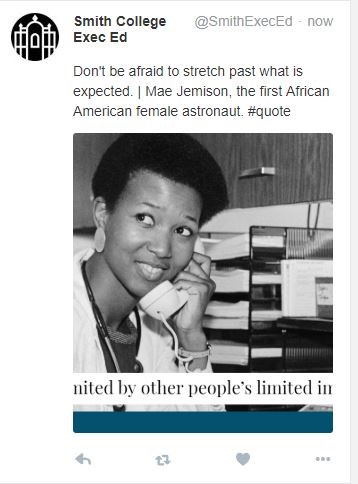 Smith College @SmithExecEd · now
Exec Ed
Don't be afraid to stretch past what is
expected. | Mae Jemison, the first African
American female astronaut. #quote
nited by other people's limited in